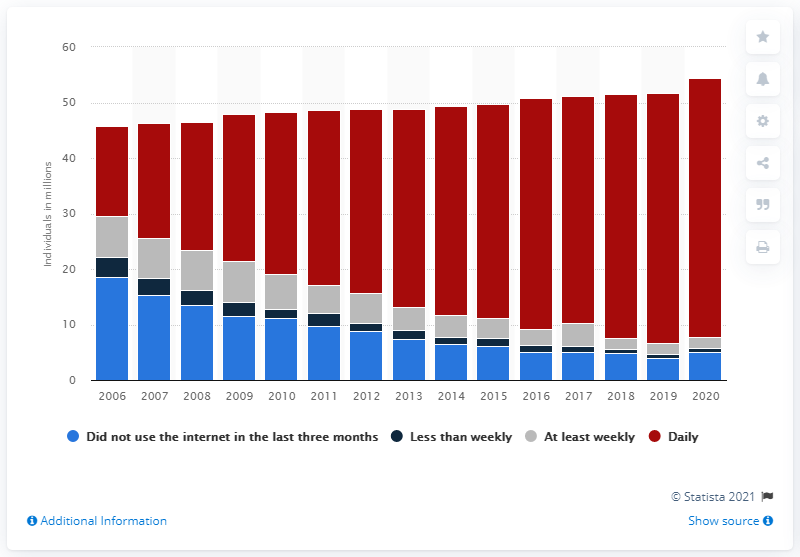 60
50
40
30
20
10
0
Individuals in millions
2006 2007 2008 2009 2010 2011 2012 2013 2014 2015 2016 2017 2018 2019 2020
Did not use the internet in the last three months Less than weekly At least weekly Daily
© Statista 2021
Additional Information Show source